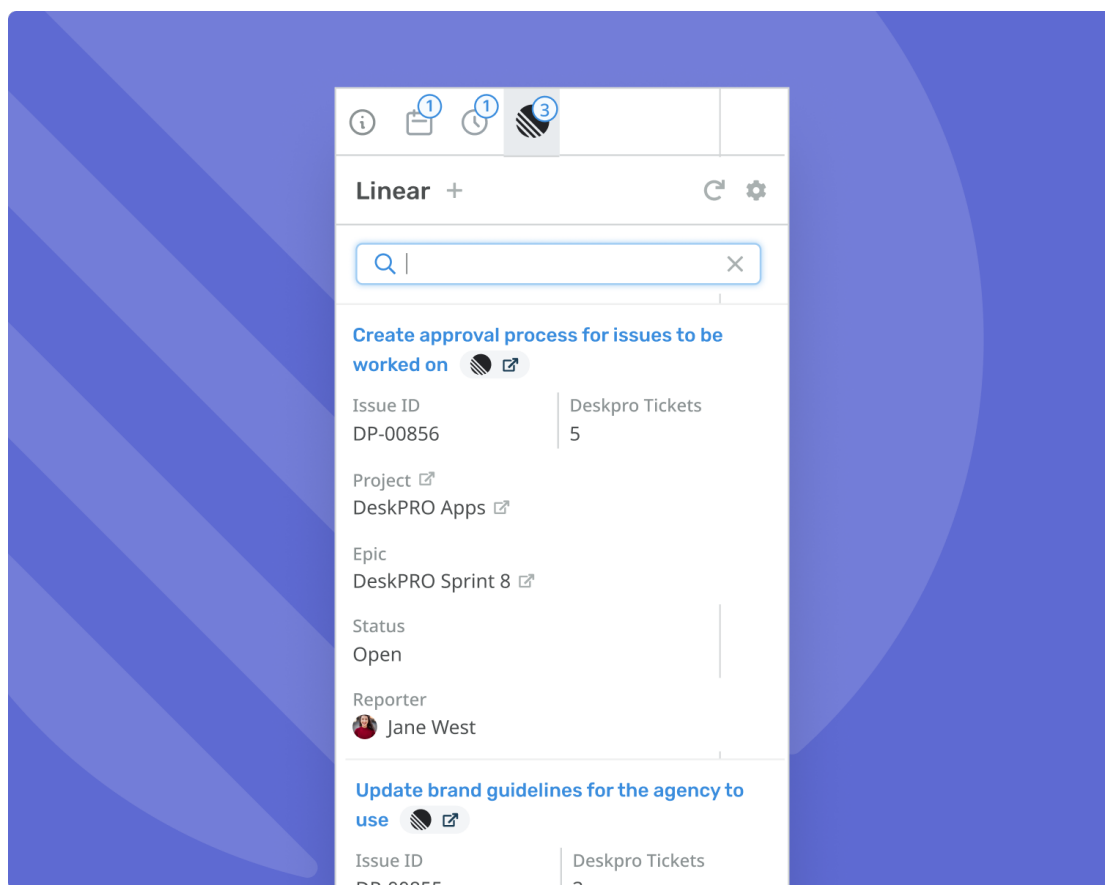 1 1 3
Linear
Create approval process for issues to be
worked on
Issue ID Deskpro Tickets
DP-00856 5
Project
DeskPRO Apps
Epic
DeskPRO Sprint 8
Status
Open
Reporter
Jane West
Update brand guidelines for the agency to
use
Issue ID Deskpro Tickets